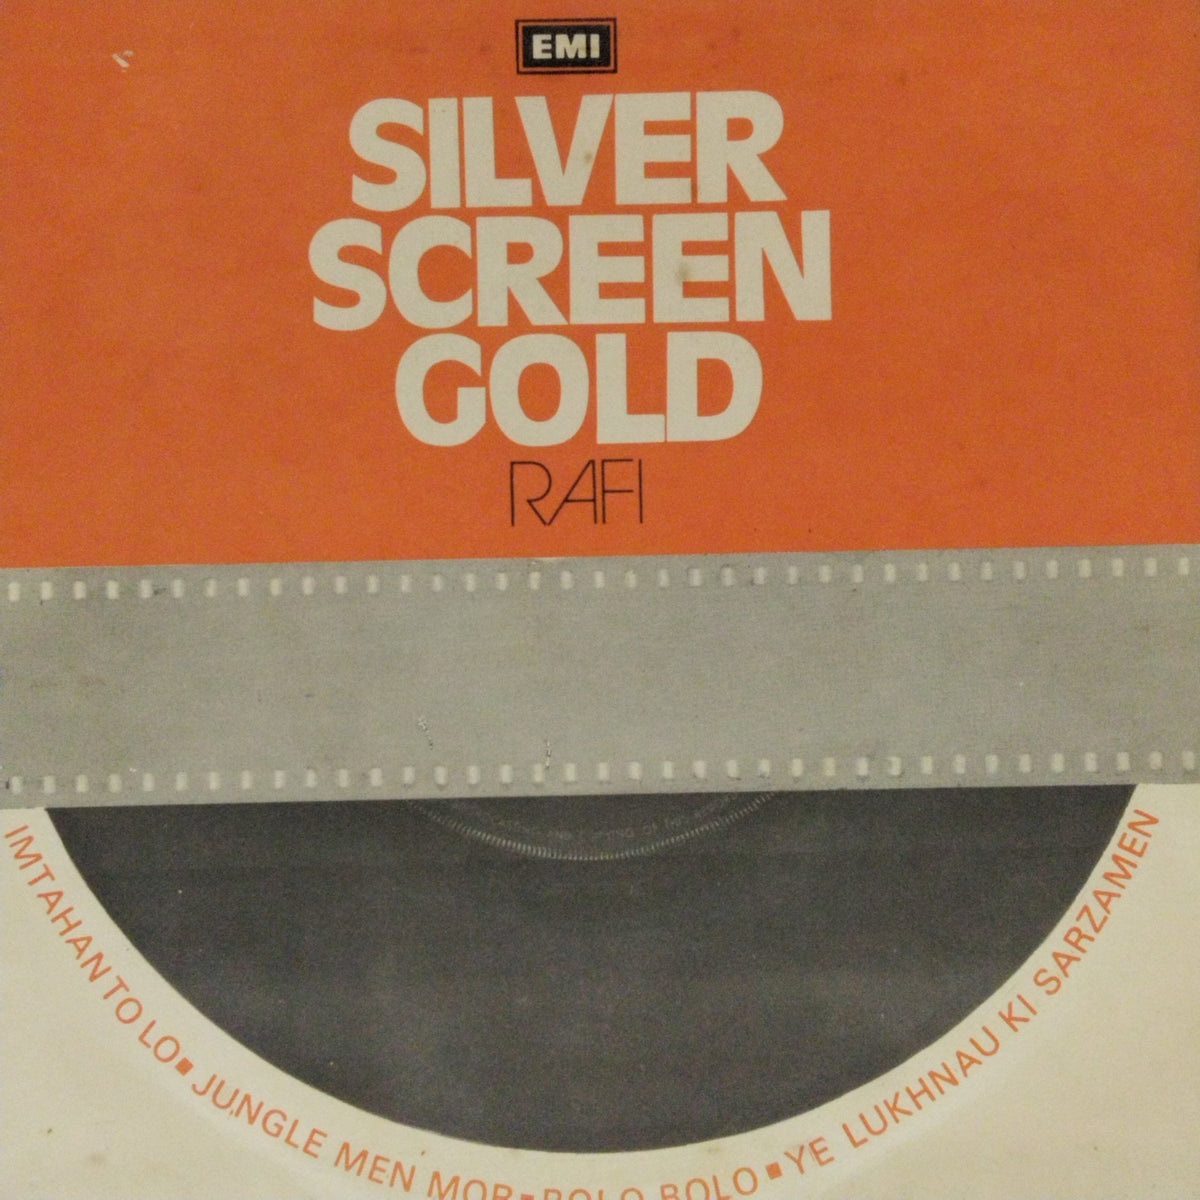 EMI
SILVER
SCREEN
GOLD
RAFI
IMTAHAN TO LO ▪ JUNGLE MEN MOR ▪ BOLO BOLO ▪ YE LUKHNAU KI SARZAMEN